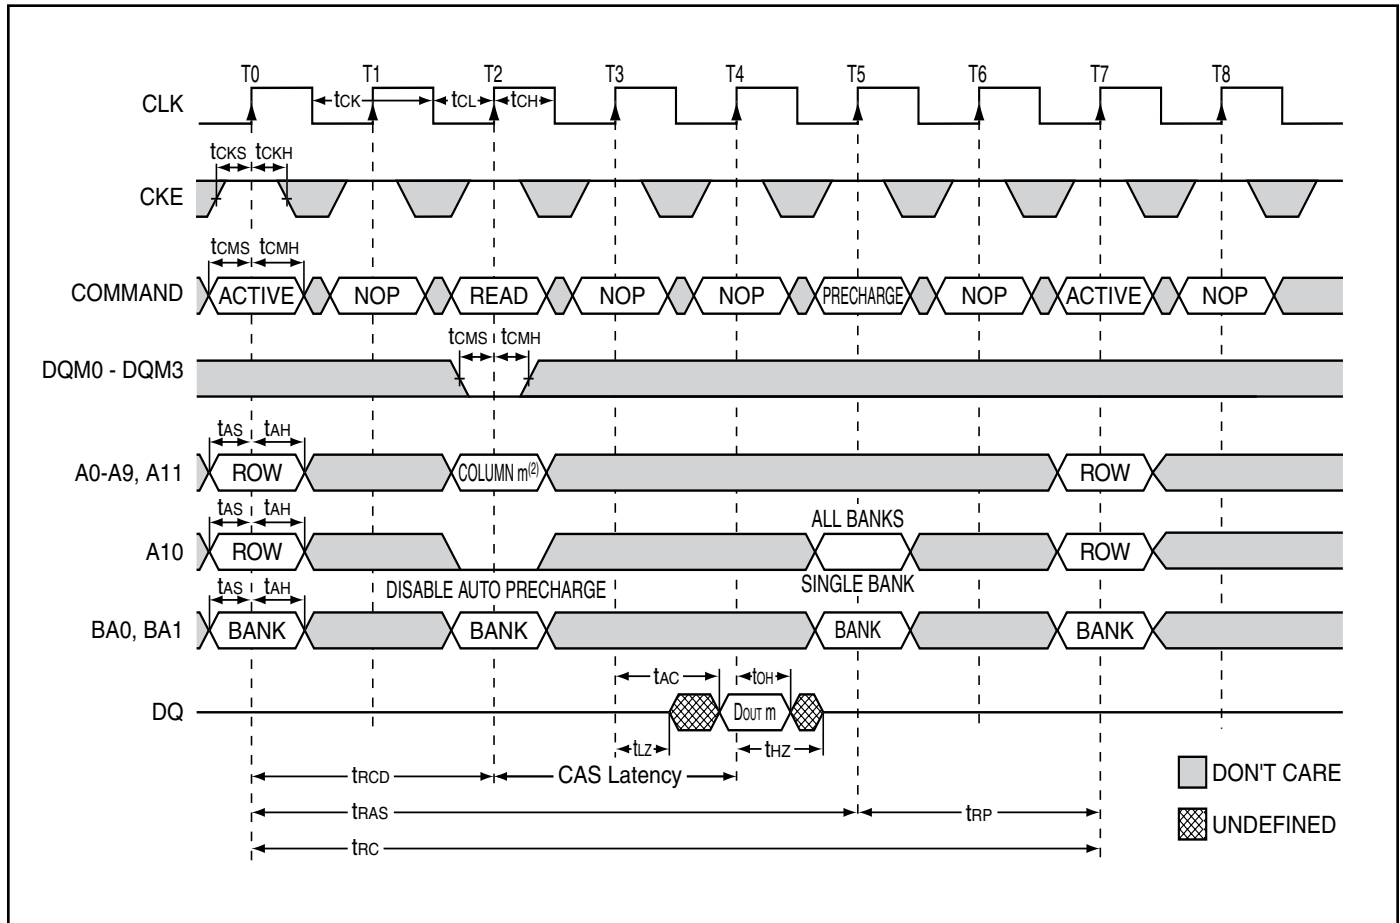 T0 T1 T2 T3 T4 T5 T6 T7 T8
CLK tCK tCL tCH
tCKS tCKH
CKE
tCMS tCMH
COMMAND ACTIVE NOP READ NOP NOP PRECHARGE NOP ACTIVE NOP
tCMS tCMH
DQM0 - DQM3
tAS tAH
A0-A9, A11 ROW COLUMN m(2) ROW
tAS tAH ALL BANKS
A10 ROW ROW
DISABLE AUTO PRECHARGE SINGLE BANK
tAS tAH
BA0, BA1 BANK BANK BANK BANK
tAC tOH
DQ DOUT m
tLZ tHZ
tRCD CAS Latency
DON'T CARE
tRAS tRP
UNDEFINED
tRC